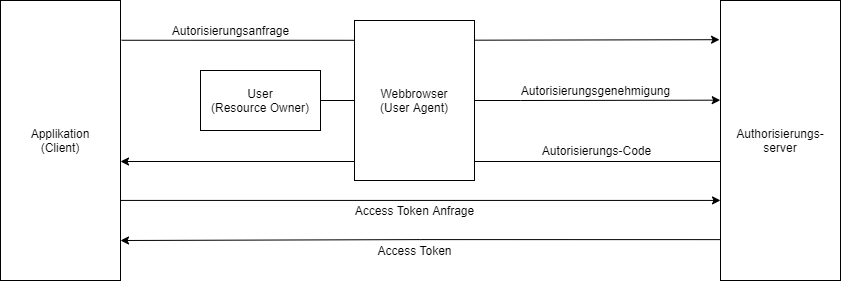 Autorisierungsanfrage
User
(Resource Owner)
Webbrowser
(User Agent)
Autorisierungsgenehmigung
Applikation
(Client)
Authorisierungs-
server
Autorisierungs-Code
Access Token Anfrage
Access Token